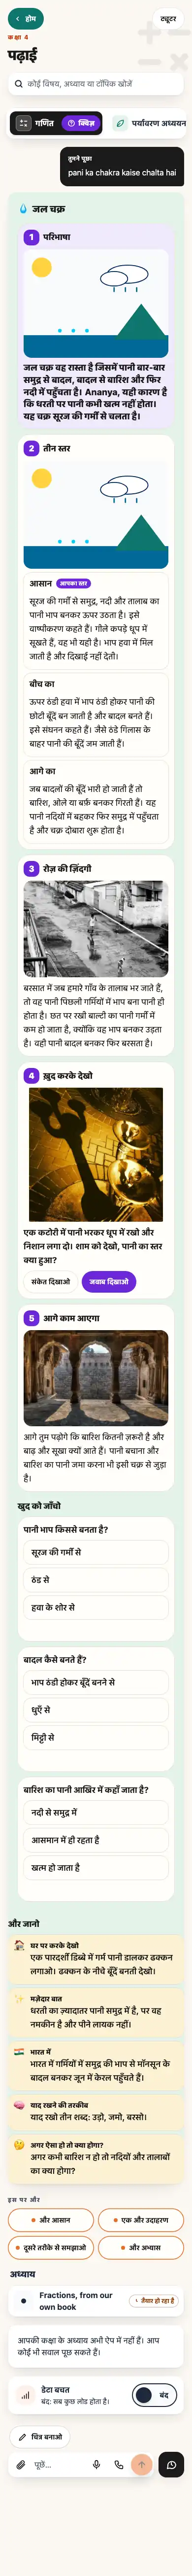 होम
ट्यूटर
कक्षा 4
पढ़ाई
कोई विषय, अध्याय या टॉपिक खोजें
गणित
क्विज़
पर्यावरण अध्ययन
तुमने पूछा
pani ka chakra kaise chalta hai
जल चक्र
1 परिभाषा
जल चक्र वह रास्ता है जिसमें पानी बार-बार
समुद्र से बादल, बादल से बारिश और फिर
नदी में पहुँचता है। Ananya, यही कारण है
कि धरती पर पानी कभी खत्म नहीं होता।
यह चक्र सूरज की गर्मी से चलता है।
2 तीन स्तर
आसान आपका स्तर
सूरज की गर्मी से समुद्र, नदी और तालाब का
पानी भाप बनकर ऊपर उठता है। इसे
वाष्पीकरण कहते हैं। गीले कपड़े धूप में
सूखते हैं, वह भी यही है। भाप हवा में मिल
जाती है और दिखाई नहीं देती।
बीच का
ऊपर ठंडी हवा में भाप ठंडी होकर पानी की
छोटी बूँदें बन जाती है और बादल बनते हैं।
इसे संघनन कहते हैं। जैसे ठंडे गिलास के
बाहर पानी की बूँदें जम जाती हैं।
आगे का
जब बादलों की बूँदें भारी हो जाती हैं तो
बारिश, ओले या बर्फ़ बनकर गिरती हैं। यह
पानी नदियों में बहकर फिर समुद्र में पहुँचता
है और चक्र दोबारा शुरू होता है।
3 रोज़ की ज़िंदगी
बरसात में जब हमारे गाँव के तालाब भर जाते हैं,
तो वह पानी पिछली गर्मियों में भाप बना पानी ही
होता है। छत पर रखी बाल्टी का पानी गर्मी में
कम हो जाता है, क्योंकि वह भाप बनकर उड़ता
है। वही पानी बादल बनकर फिर बरसता है।
4 ख़ुद करके देखो
एक कटोरी में पानी भरकर धूप में रखो और
निशान लगा दो। शाम को देखो, पानी का स्तर
क्या हुआ?
संकेत दिखाओ
जवाब दिखाओ
5 आगे काम आएगा
आगे तुम पढ़ोगे कि बारिश कितनी ज़रूरी है और
बाढ़ और सूखा क्यों आते हैं। पानी बचाना और
बारिश का पानी जमा करना भी इसी चक्र से जुड़ा
है।
खुद को जाँचो
पानी भाप किससे बनता है?
सूरज की गर्मी से
ठंड से
हवा के शोर से
बादल कैसे बनते हैं?
भाप ठंडी होकर बूँदें बनने से
धुएँ से
मिट्टी से
बारिश का पानी आखिर में कहाँ जाता है?
नदी से समुद्र में
आसमान में ही रहता है
खत्म हो जाता है
और जानो
घर पर करके देखो
एक पारदर्शी डिब्बे में गर्म पानी डालकर ढक्कन
लगाओ। ढक्कन के नीचे बूँदें बनती देखो।
मज़ेदार बात
धरती का ज़्यादातर पानी समुद्र में है, पर वह
नमकीन है और पीने लायक नहीं।
भारत में
भारत में गर्मियों में समुद्र की भाप से मॉनसून के
बादल बनकर जून में केरल पहुँचते हैं।
याद रखने की तरकीब
याद रखो तीन शब्द: उड़ो, जमो, बरसो।
अगर ऐसा हो तो क्या होगा?
अगर कभी बारिश न हो तो नदियों और तालाबों
का क्या होगा?
इस पर और
और आसान
एक और उदाहरण
दूसरे तरीके से समझाओ
और अभ्यास
अध्याय
Fractions, from our
own book
तैयार हो रहा है
आपकी कक्षा के अध्याय अभी ऐप में नहीं हैं। आप
कोई भी सवाल पूछ सकते हैं।
डेटा बचत
बंद: सब कुछ लोड होता है।
बंद
चित्र बनाओ
पूछें...